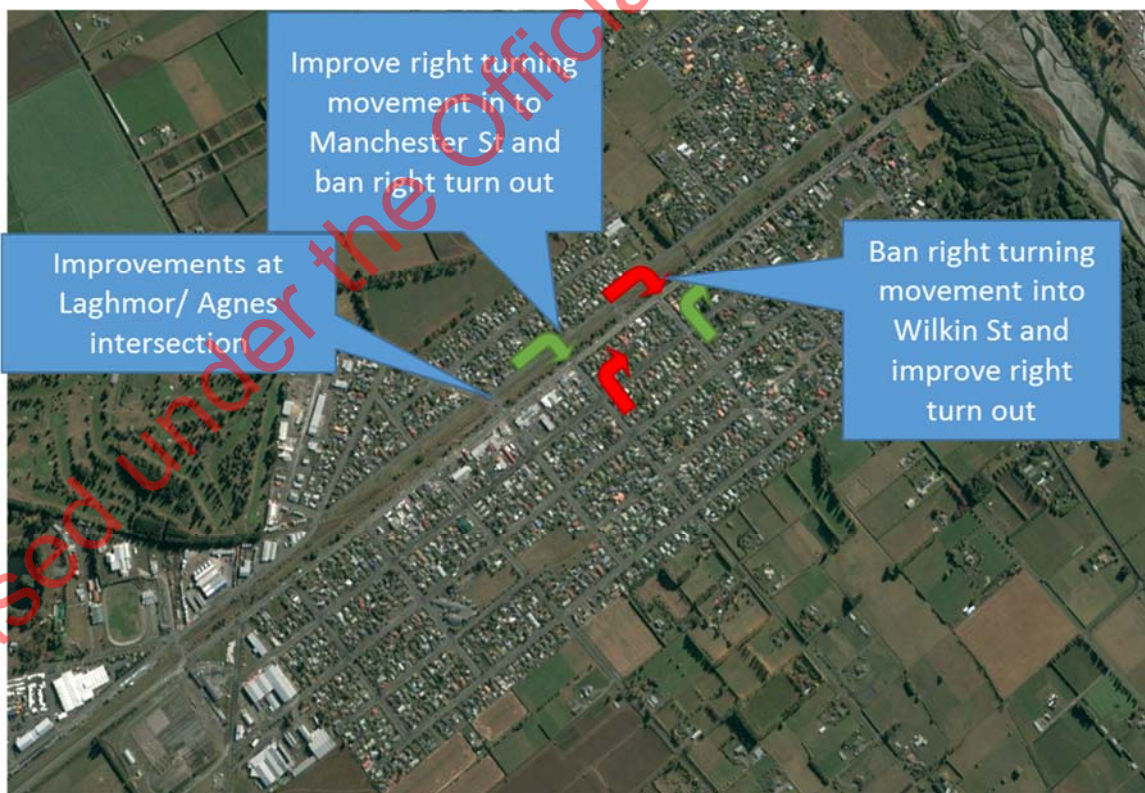 Improve right turning
movement in to
Manchester St and
ban right turn out
Improvements at
Laghmor/ Agnes
intersection
Ban right turning
movement into
Wilkin St and
improve right
turn out
sed under the Officia